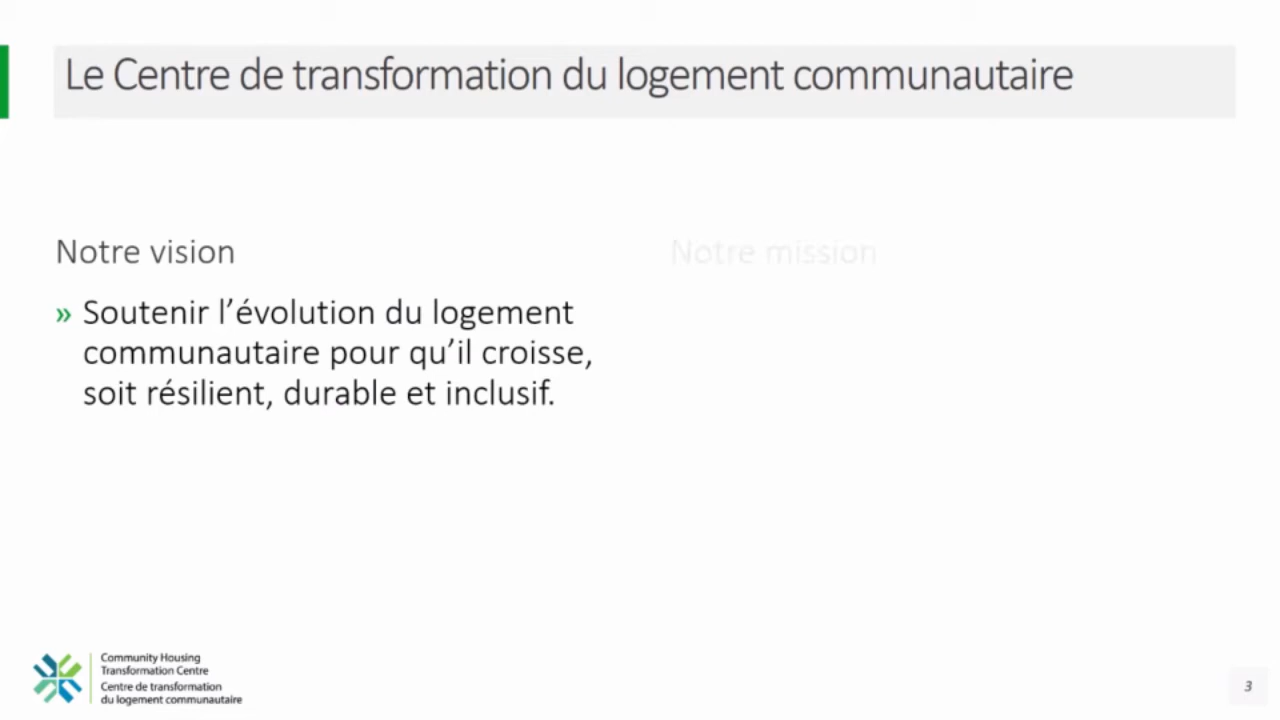 Le Centre de transformation du logement communautaire
Notre vision
» Soutenir l’évolution du logement
communautaire pour qu’il croisse,
soit résilient, durable et inclusif.
Notre mission
Community Housing
Transformation Centre
Centre de transformation
du logement communautaire
3